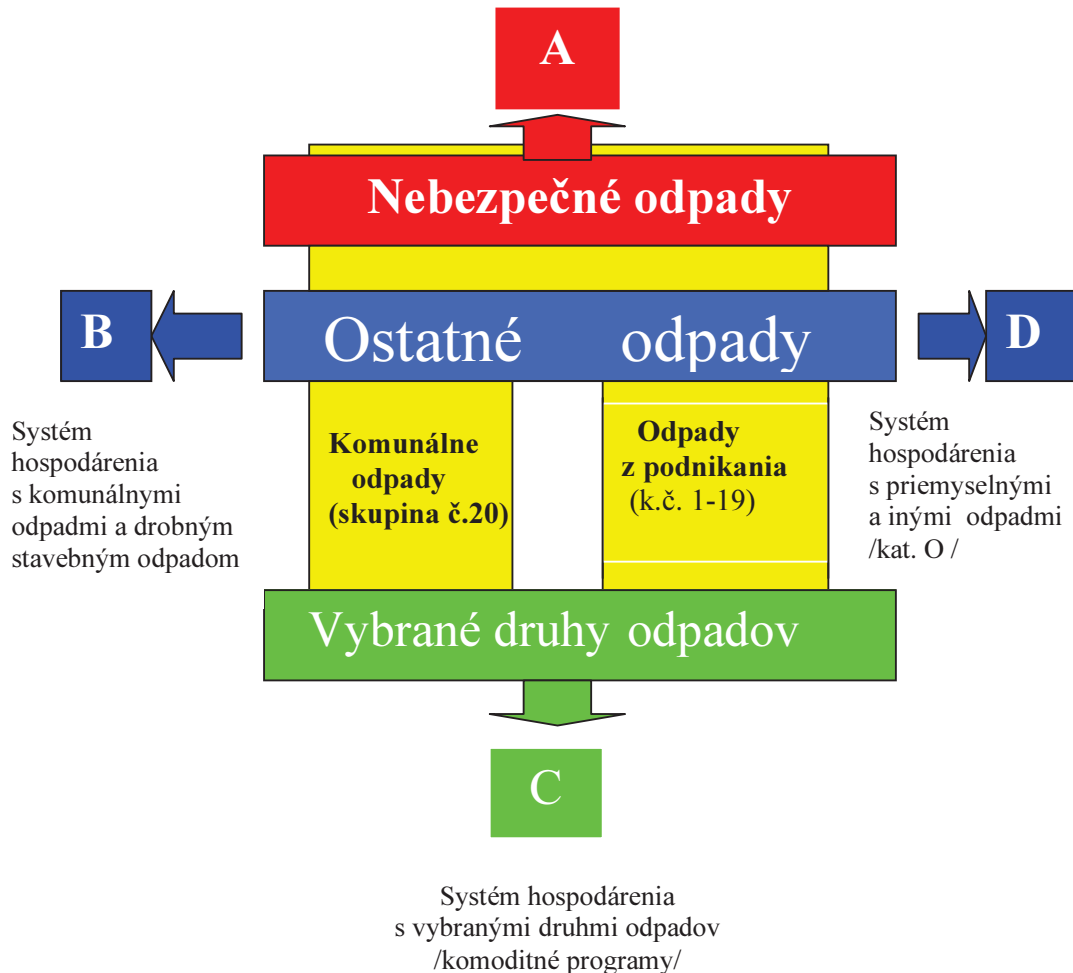 A
Nebezpečné odpady
B
Ostatné odpady
D
Systém
hospodárenia
s komunálnymi
odpadmi a drobným
stavebným odpadom
Komunálne
odpady
(skupina č.20)
Odpady
z podnikania
(k.č. 1-19)
Systém
hospodárenia
s priemyselnými
a inými odpadmi
/kat. O /
Vybrané druhy odpadov
C
Systém hospodárenia
s vybranými druhmi odpadov
/komoditné programy/